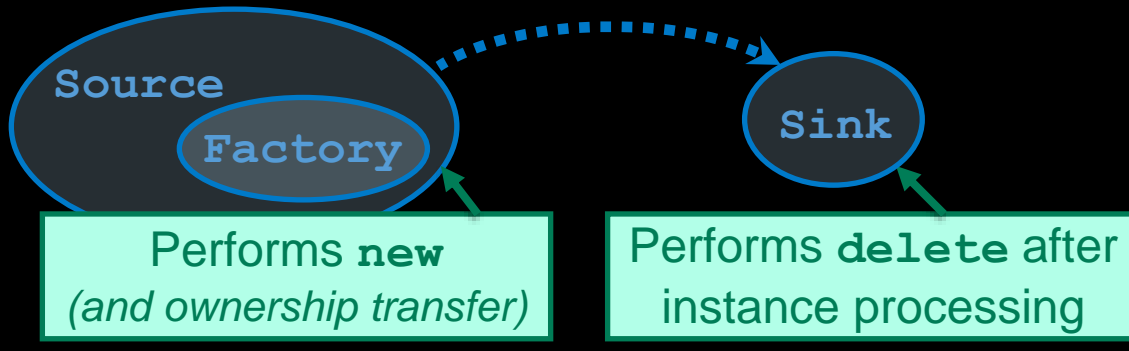 Source
Factory
Sink
Performs new
(and ownership transfer)
Performs delete after
instance processing